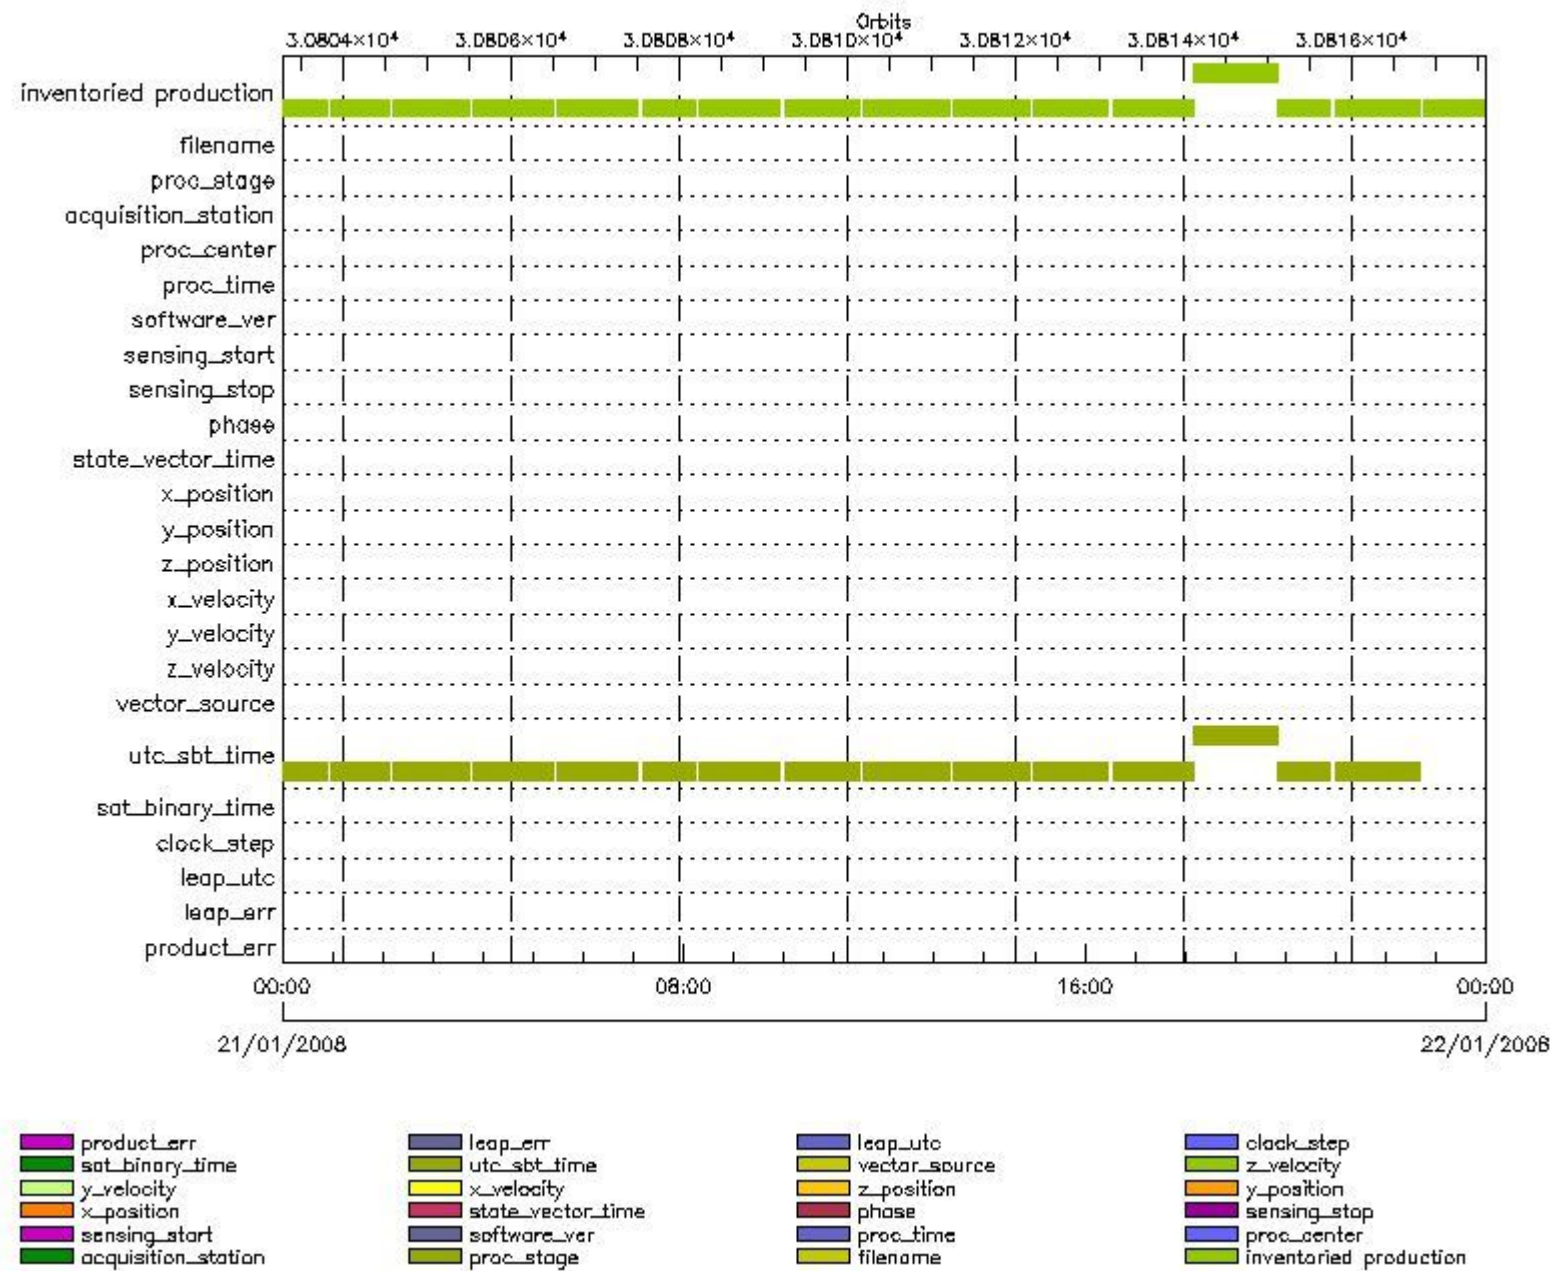 Orbits
3.0804×10⁴ 3.0806×10⁴ 3.0808×10⁴ 3.0810×10⁴ 3.0812×10⁴ 3.0814×10⁴ 3.0816×10⁴
inventoried production
filename
proc_stage
acquisition_station
proc_center
proc_time
software_ver
sensing_start
sensing_stop
phase
state_vector_time
x_position
y_position
z_position
x_velocity
y_velocity
z_velocity
vector_source
utc_sbt_time
sat_binary_time
clock_step
leap_utc
leap_err
product_err
00:00 08:00 16:00 00:00
21/01/2008 22/01/2008
product_err leap_err leap_utc clock_step
sat_binary_time utc_sbt_time vector_source z_velocity
y_velocity x_velocity z_position y_position
x_position state_vector_time phase sensing_stop
sensing_start software_ver proc_time proc_center
acquisition_station proc_stage filename inventoried production